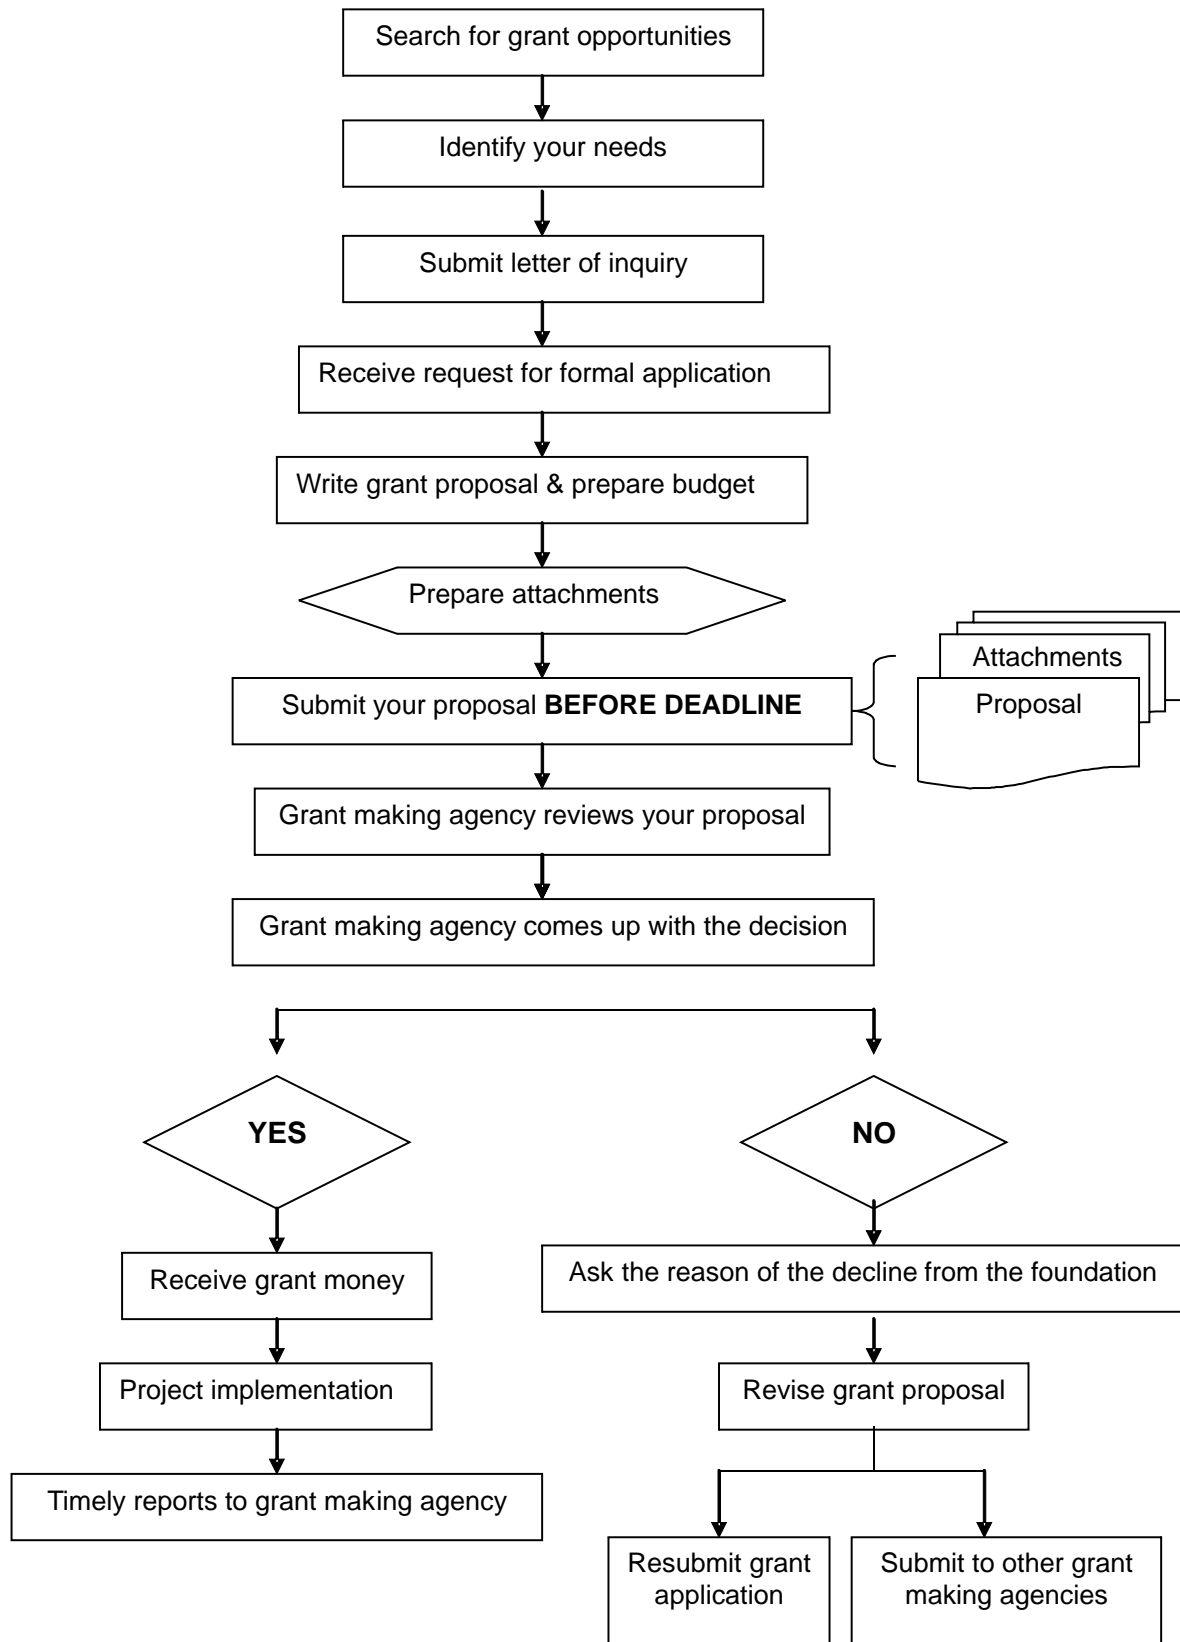 Search for grant opportunities
Identify your needs
Submit letter of inquiry
Receive request for formal application
Write grant proposal & prepare budget
Prepare attachments
Attachments
Submit your proposal BEFORE DEADLINE
Proposal
Grant making agency reviews your proposal
Grant making agency comes up with the decision
YES
NO
Receive grant money
Ask the reason of the decline from the foundation
Project implementation
Revise grant proposal
Timely reports to grant making agency
Resubmit grant
application
Submit to other grant
making agencies